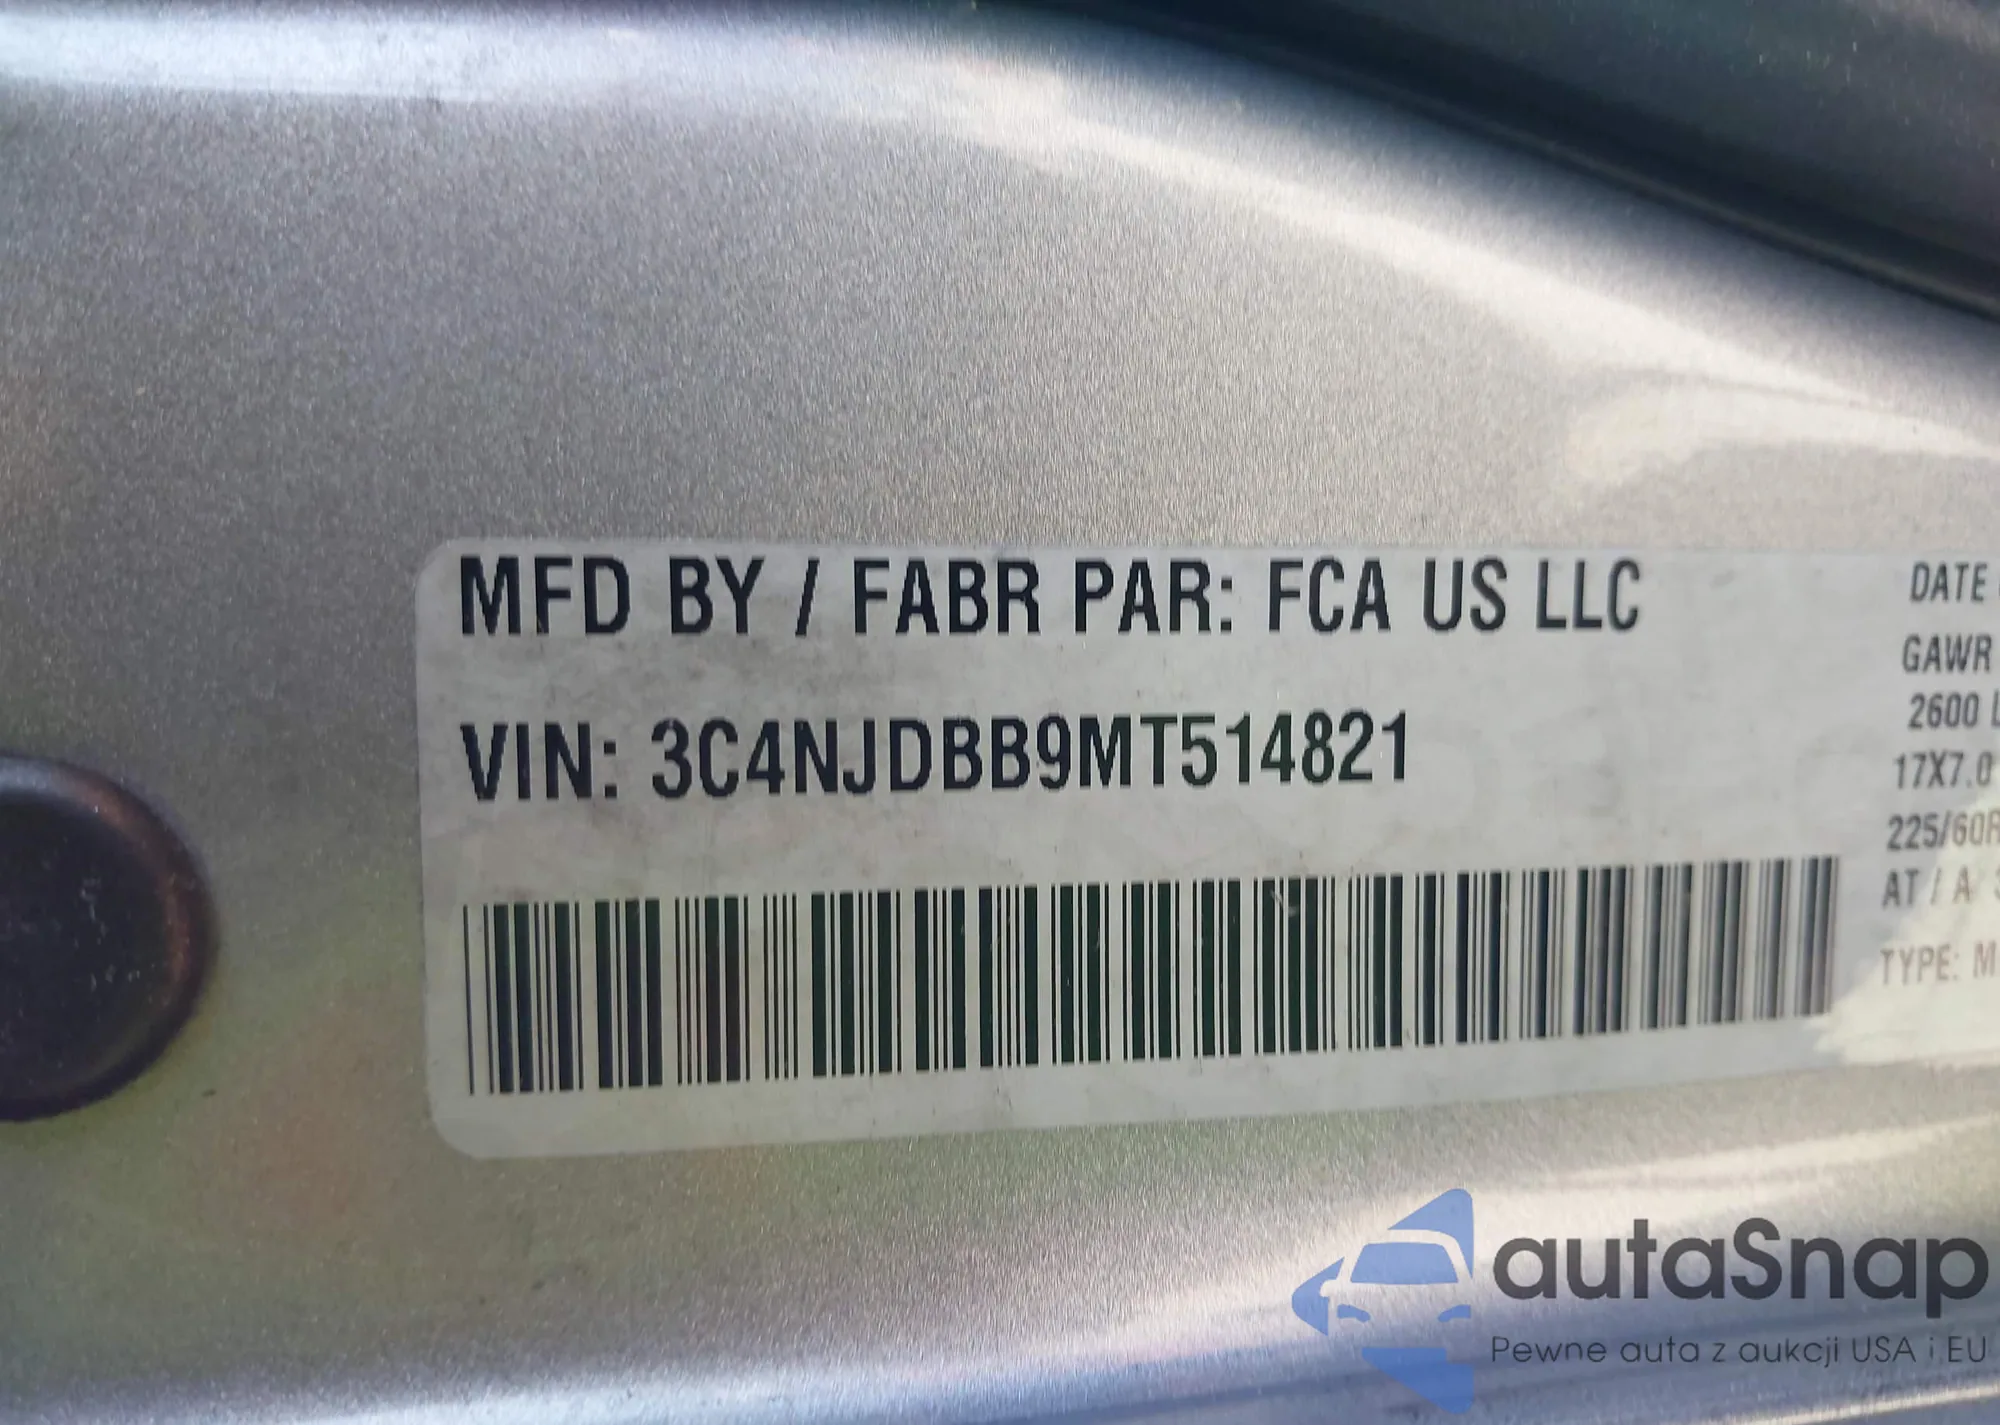 MFD BY / FABR PAR: FCA US LLC
VIN: 3C4NJDBB9MT514821
DATE
GAWR
2600 L
17X7.0
225/60R
AT / A
TYPE: M
autaSnap
Pewne auta z aukcji USA i EU